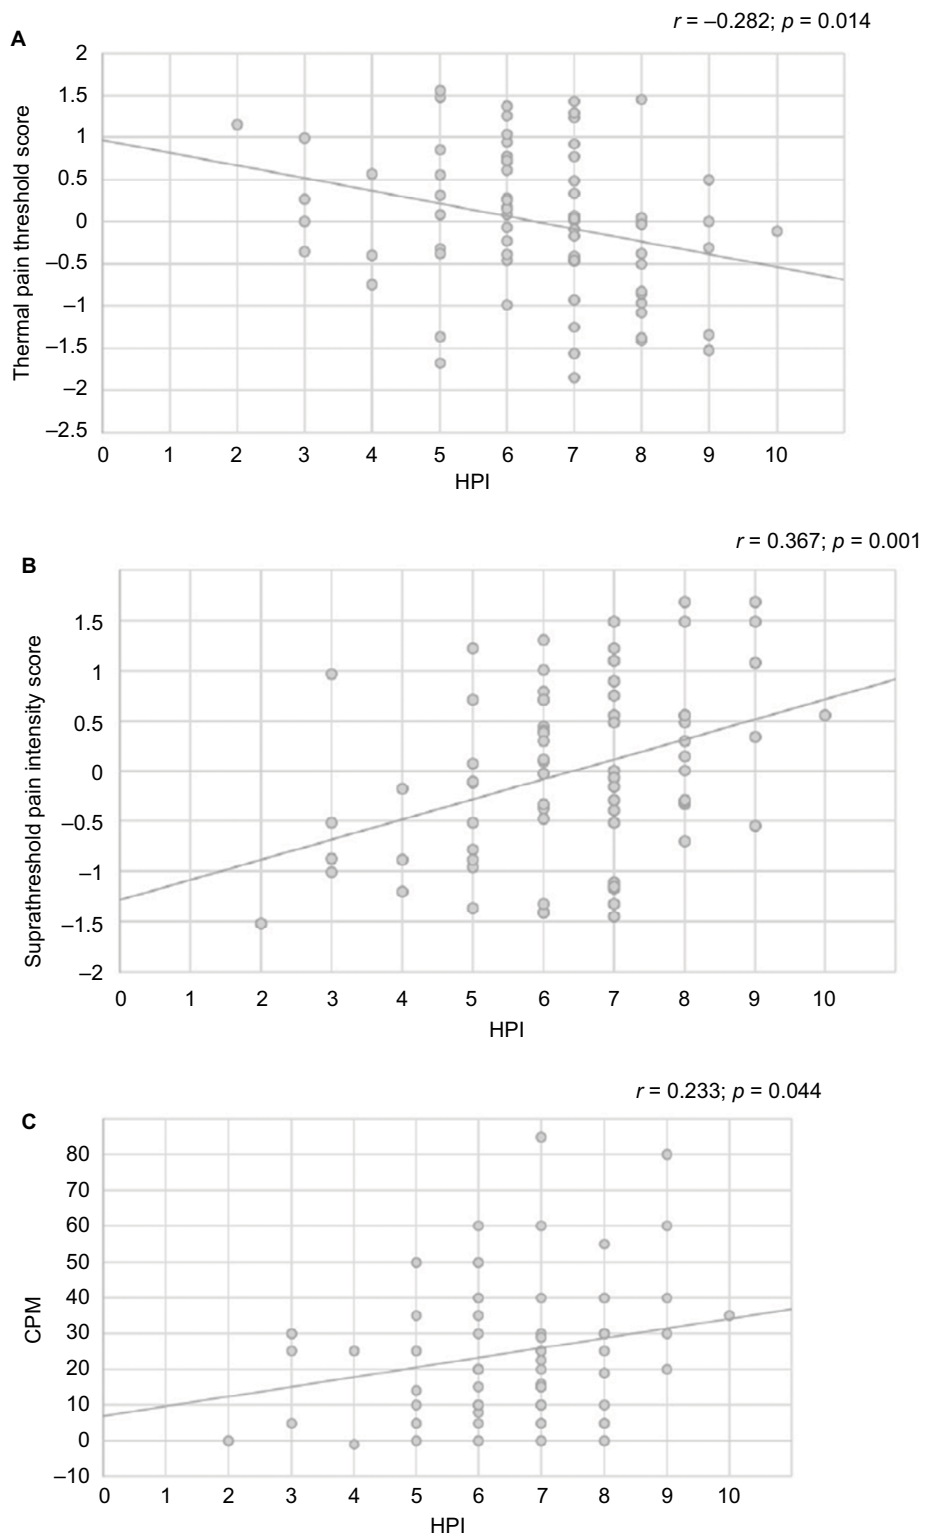 r = –0.282; p = 0.014
A
2
1.5
1
0.5
0
–0.5
–1
–1.5
–2
–2.5
Thermal pain threshold score
0 1 2 3 4 5 6 7 8 9 10
HPI
r = 0.367; p = 0.001
B
1.5
1
0.5
0
–0.5
–1
–1.5
–2
Suprathreshold pain intensity score
0 1 2 3 4 5 6 7 8 9 10
HPI
r = 0.233; p = 0.044
C
80
70
60
50
40
30
20
10
0
–10
CPM
0 1 2 3 4 5 6 7 8 9 10
HPI